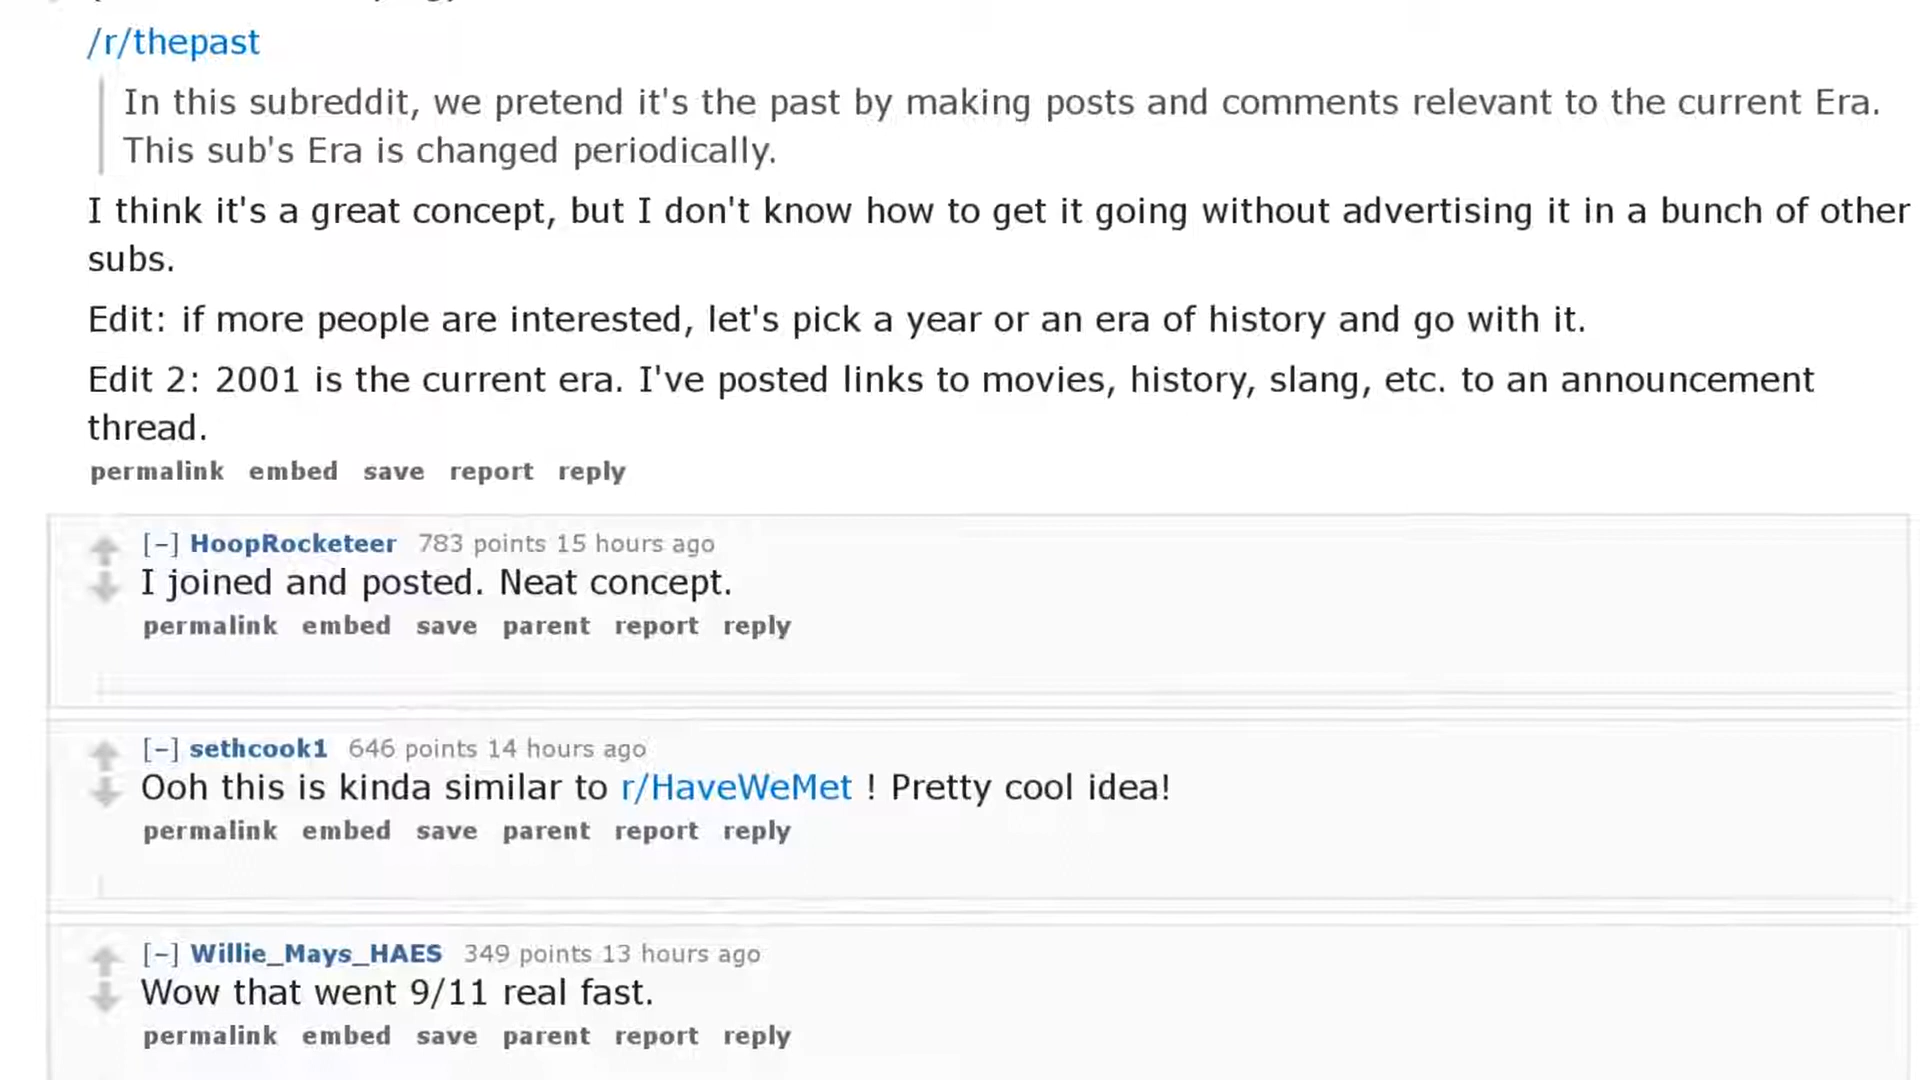 /r/thepast
In this subreddit, we pretend it's the past by making posts and comments relevant to the current Era.
This sub's Era is changed periodically.
I think it's a great concept, but I don't know how to get it going without advertising it in a bunch of other
subs.
Edit: if more people are interested, let's pick a year or an era of history and go with it.
Edit 2: 2001 is the current era. I've posted links to movies, history, slang, etc. to an announcement
thread.
permalink embed save report reply
[–] HoopRocketeer 783 points 15 hours ago
I joined and posted. Neat concept.
permalink embed save parent report reply
[–] sethcook1 646 points 14 hours ago
Ooh this is kinda similar to r/HaveWeMet ! Pretty cool idea!
permalink embed save parent report reply
[–] Willie_Mays_HAES 349 points 13 hours ago
Wow that went 9/11 real fast.
permalink embed save parent report reply